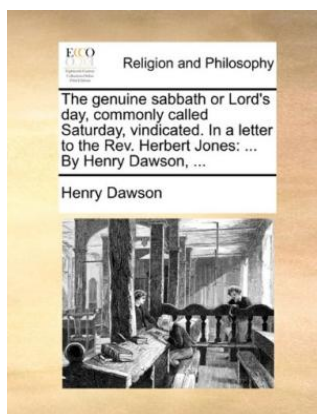 ECCO
Religion and Philosophy
The genuine sabbath or Lord's
day, commonly called
Saturday, vindicated. In a letter
to the Rev. Herbert Jones: ...
By Henry Dawson, ...
Henry Dawson